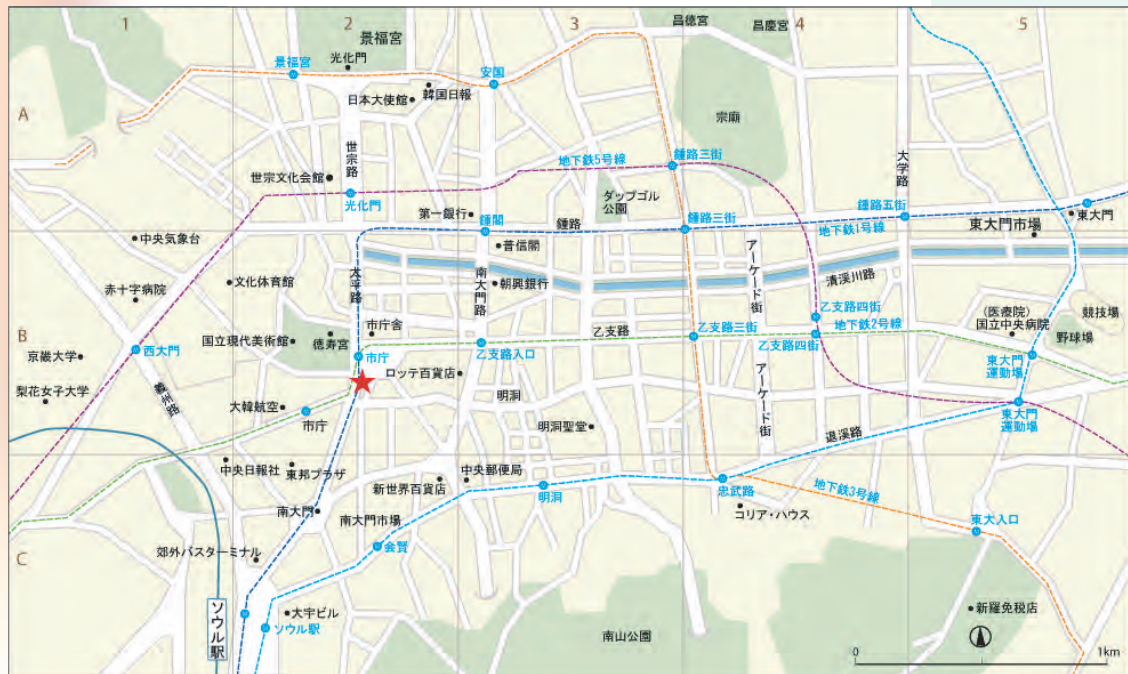 1
2
3
4
5
A
B
C
昌徳宮
昌慶宮
景福宮
光化門
景福宮
安国
日本大使館
韓国日報
宗廟
世宗路
大学路
地下鉄5号線
鍾路三街
世宗文化会館
光化門
第一銀行
ダップゴル
公園
鍾閣
鍾路
鍾路三街
鍾路五街
地下鉄1号線
東大門
東大門市場
中央気象台
普信閣
アーケード街
清渓川路
文化体育館
太平路
南大門路
朝興銀行
赤十字病院
乙支路四街
(医療院)
国立中央病院
競技場
野球場
市庁舎
乙支路
乙支路三街
地下鉄2号線
乙支路四街
国立現代美術館
徳寿宮
市庁
乙支路入口
京畿大学
西大門
東大門
運動場
ロッテ百貨店
梨花女子大学
義州路
明洞
アーケード街
東大門
運動場
大韓航空
市庁
明洞聖堂
退渓路
中央日報社
東邦プラザ
中央郵便局
新世界百貨店
明洞
忠武路
地下鉄3号線
南大門
南大門市場
コリア・ハウス
東大入口
郊外バスターミナル
会賢
大宇ビル
ソウル駅
ソウル駅
南山公園
新羅免税店
0
1km